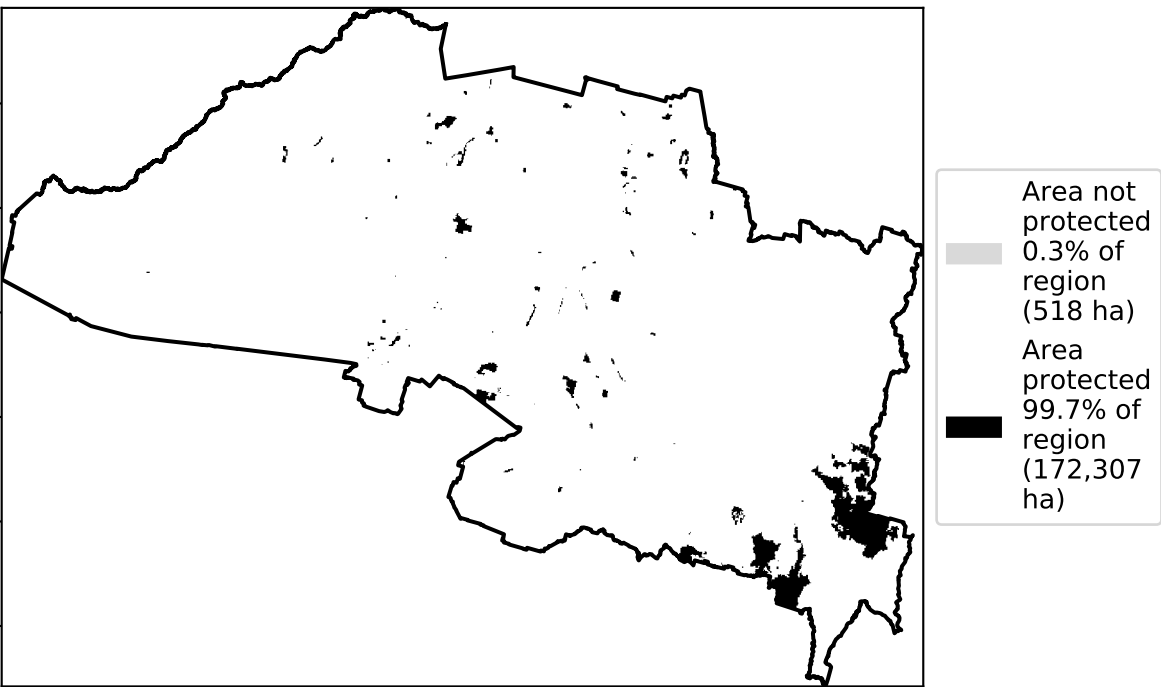 Area not
protected
0.3% of
region
(518 ha)
Area
protected
99.7% of
region
(172,307
ha)